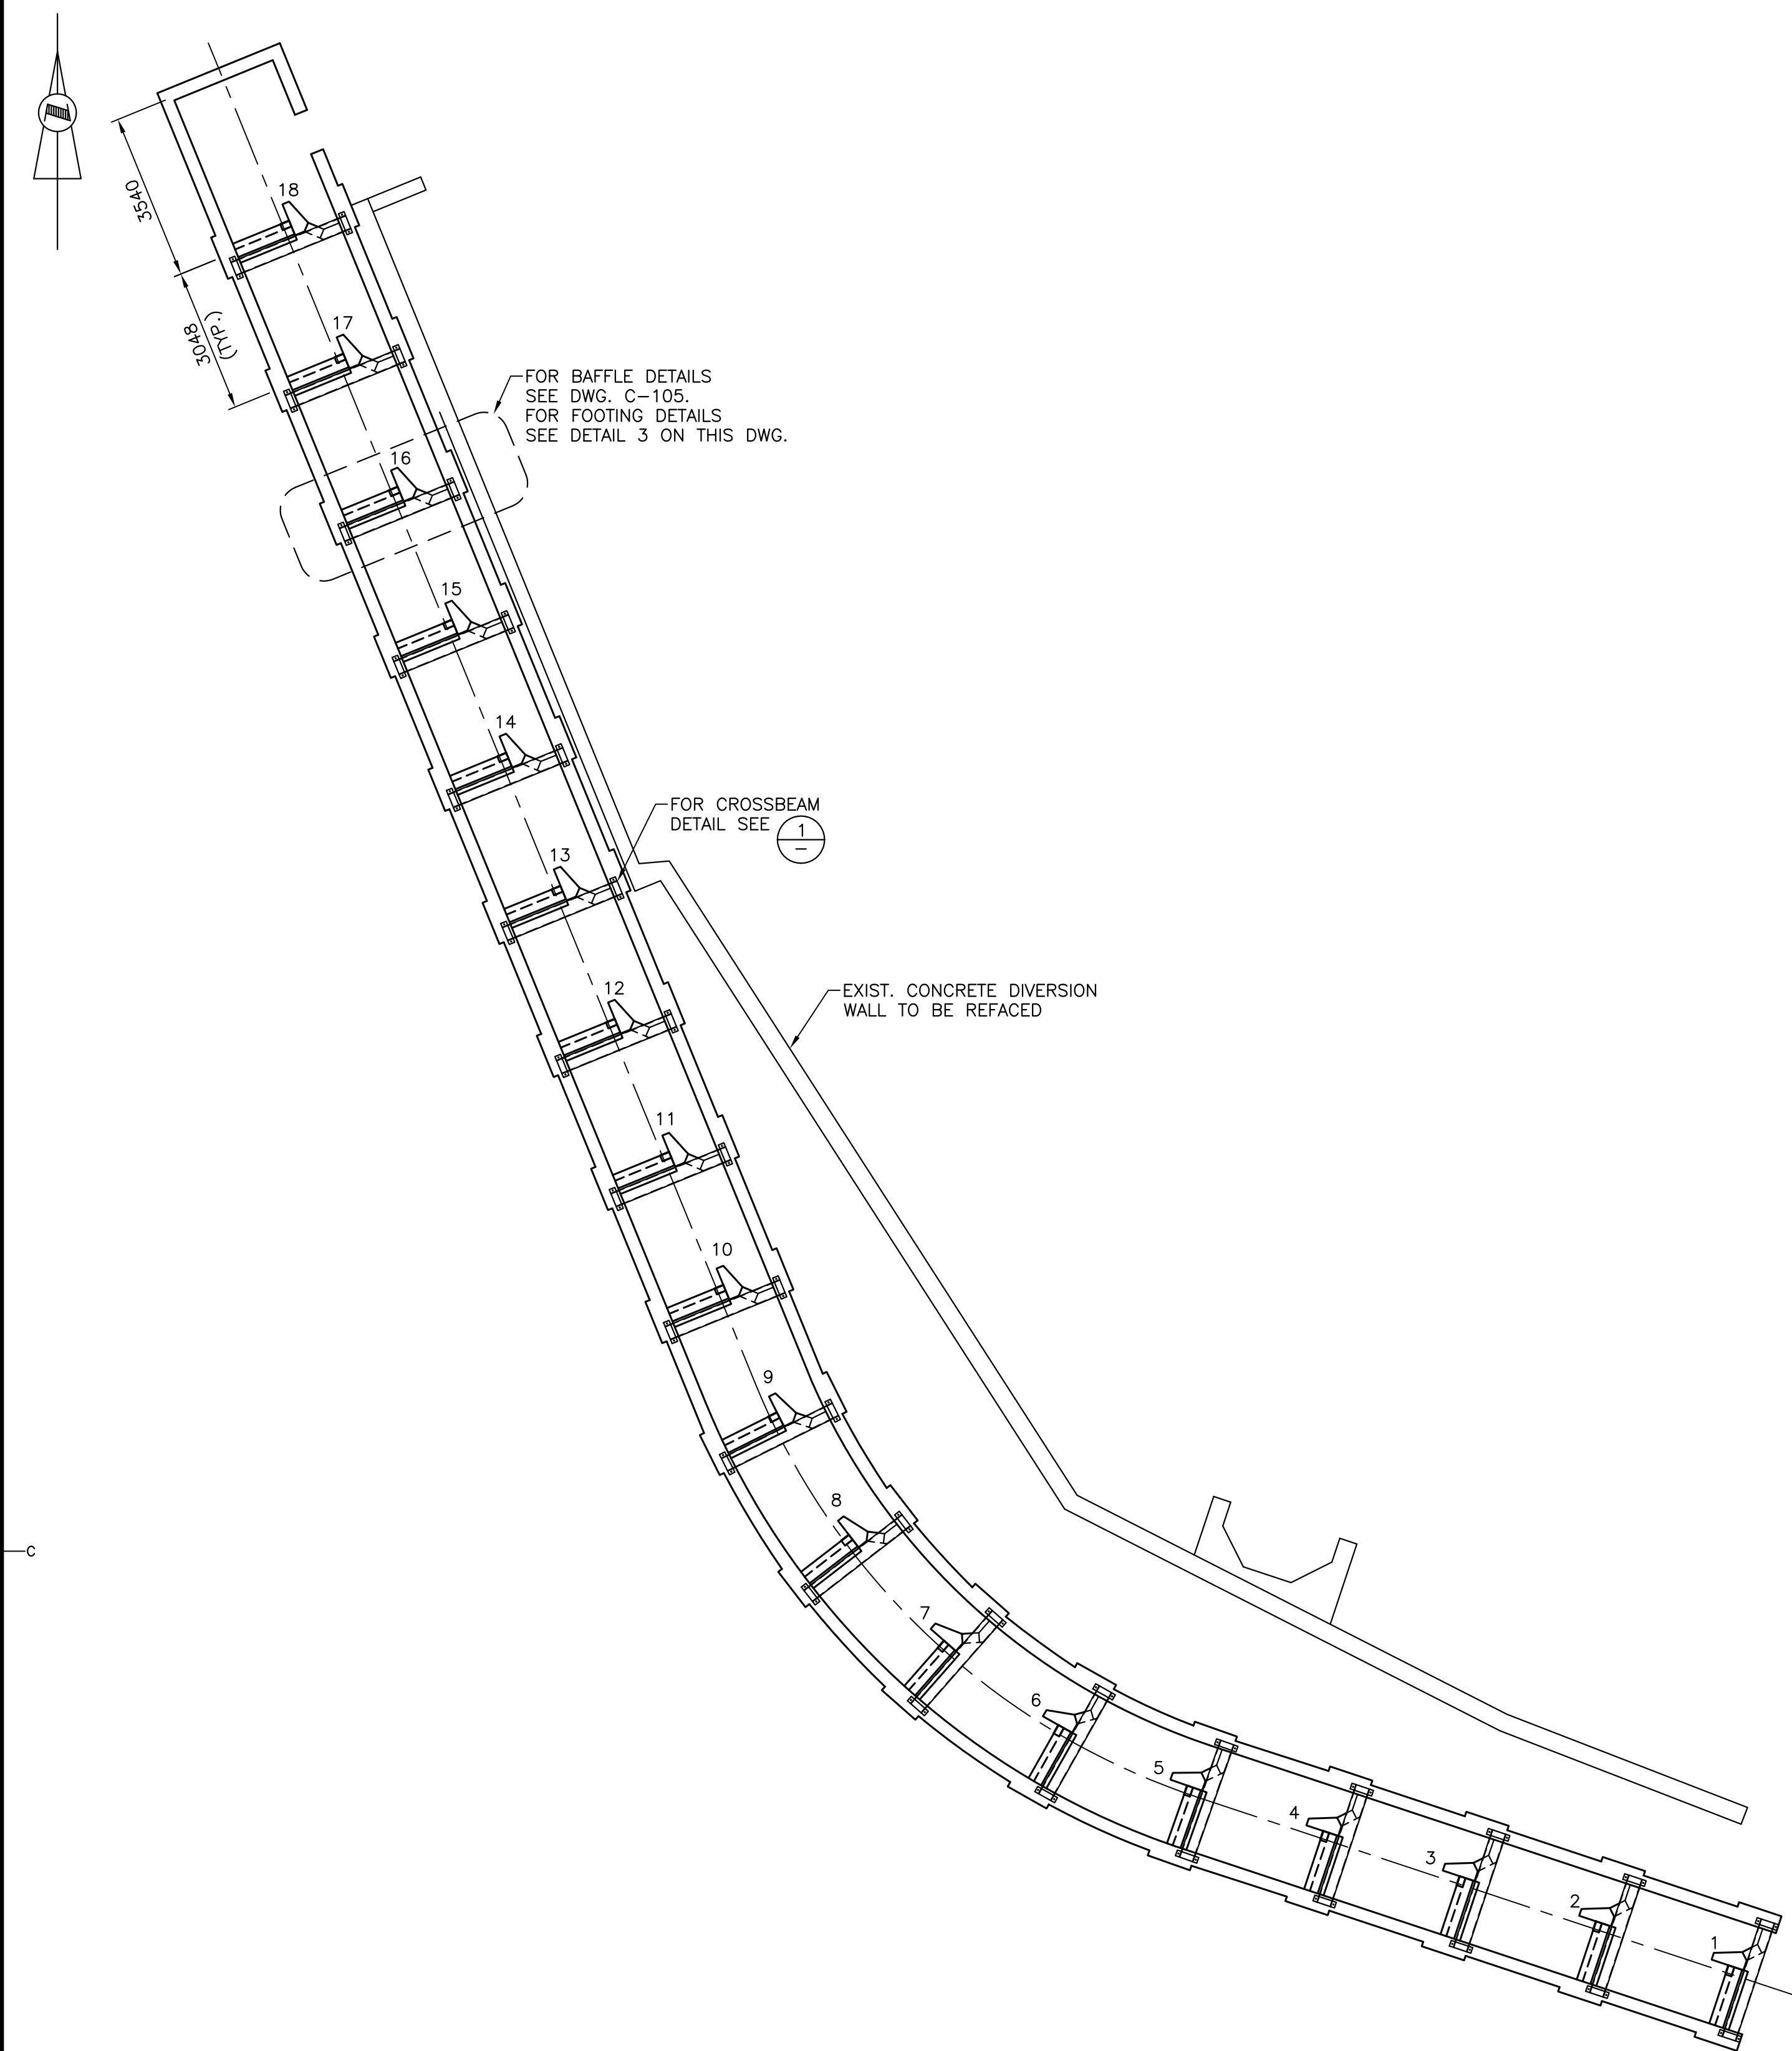 3540
18
3048
(TYP.)
17
FOR BAFFLE DETAILS
SEE DWG. C-105.
FOR FOOTING DETAILS
SEE DETAIL 3 ON THIS DWG.
16
15
14
FOR CROSSBEAM
DETAIL SEE 1
–
13
EXIST. CONCRETE DIVERSION
WALL TO BE REFACED
12
11
10
9
8
C
7
6
5
4
3
2
1